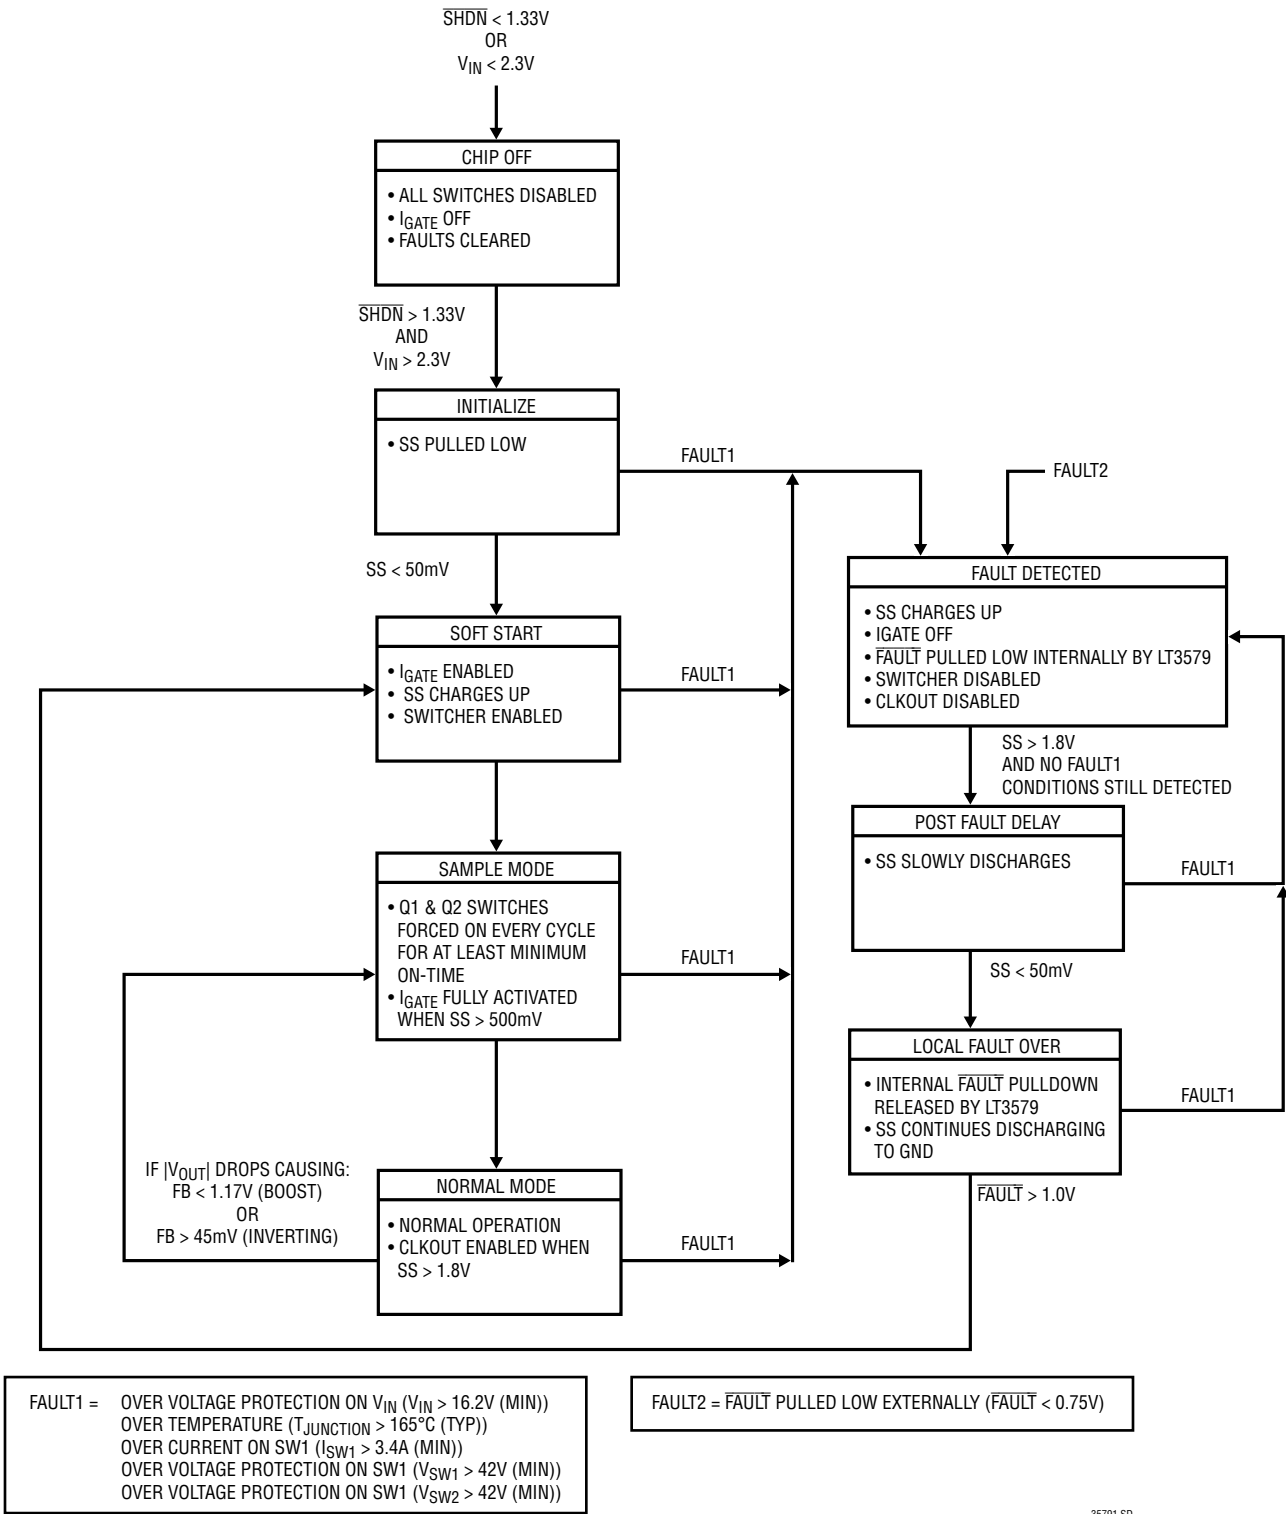 SHDN < 1.33V
OR
VIN < 2.3V
CHIP OFF
• ALL SWITCHES DISABLED
• IGATE OFF
• FAULTS CLEARED
SHDN > 1.33V
AND
VIN > 2.3V
INITIALIZE
• SS PULLED LOW
FAULT1
SS < 50mV
SOFT START
• IGATE ENABLED
• SS CHARGES UP
• SWITCHER ENABLED
FAULT1
SAMPLE MODE
• Q1 & Q2 SWITCHES
FORCED ON EVERY CYCLE
FOR AT LEAST MINIMUM
ON-TIME
• IGATE FULLY ACTIVATED
WHEN SS > 500mV
FAULT1
IF |VOUT| DROPS CAUSING:
FB < 1.17V (BOOST)
OR
FB > 45mV (INVERTING)
NORMAL MODE
• NORMAL OPERATION
• CLKOUT ENABLED WHEN
SS > 1.8V
FAULT1
FAULT2
FAULT DETECTED
• SS CHARGES UP
• IGATE OFF
• FAULT PULLED LOW INTERNALLY BY LT3579
• SWITCHER DISABLED
• CLKOUT DISABLED
SS > 1.8V
AND NO FAULT1
CONDITIONS STILL DETECTED
POST FAULT DELAY
• SS SLOWLY DISCHARGES
FAULT1
SS < 50mV
LOCAL FAULT OVER
• INTERNAL FAULT PULLDOWN
RELEASED BY LT3579
• SS CONTINUES DISCHARGING
TO GND
FAULT1
FAULT > 1.0V
FAULT1 = OVER VOLTAGE PROTECTION ON VIN (VIN > 16.2V (MIN))
OVER TEMPERATURE (TJUNCTION > 165°C (TYP))
OVER CURRENT ON SW1 (ISW1 > 3.4A (MIN))
OVER VOLTAGE PROTECTION ON SW1 (VSW1 > 42V (MIN))
OVER VOLTAGE PROTECTION ON SW1 (VSW2 > 42V (MIN))
FAULT2 = FAULT PULLED LOW EXTERNALLY (FAULT < 0.75V)